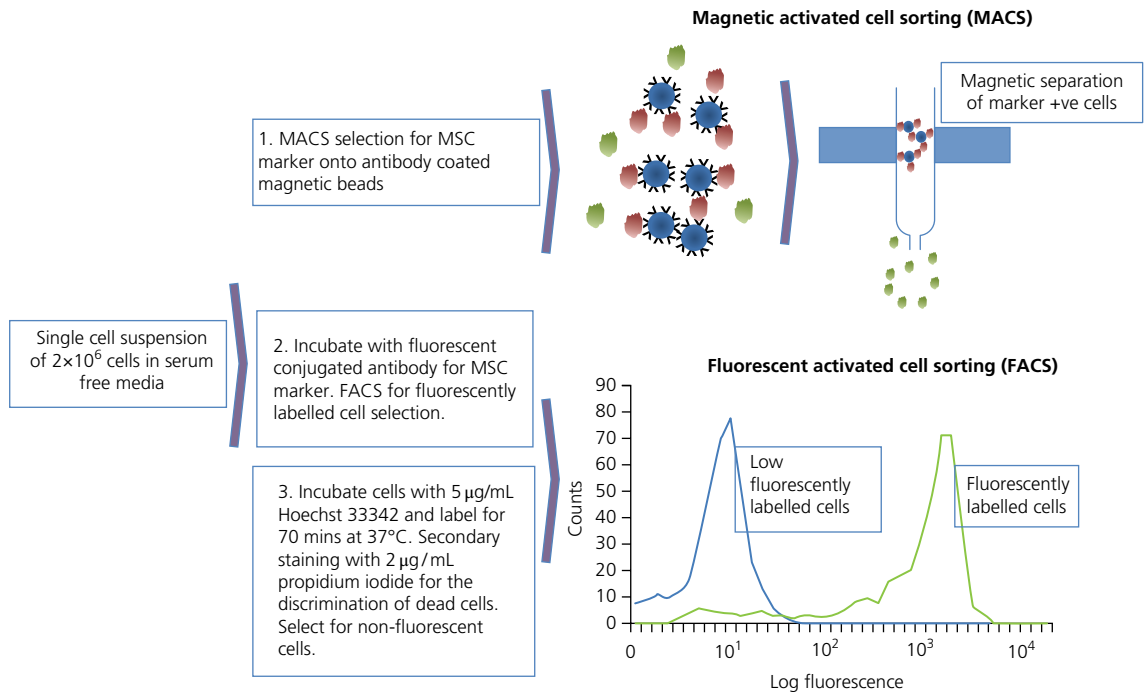 Magnetic activated cell sorting (MACS)
1. MACS selection for MSC
marker onto antibody coated
magnetic beads
Magnetic separation
of marker +ve cells
Single cell suspension
of 2×10⁶ cells in serum
free media
2. Incubate with fluorescent
conjugated antibody for MSC
marker. FACS for fluorescently
labelled cell selection.
3. Incubate cells with 5 µg/mL
Hoechst 33342 and label for
70 mins at 37°C. Secondary
staining with 2 µg/mL
propidium iodide for the
discrimination of dead cells.
Select for non-fluorescent
cells.
Fluorescent activated cell sorting (FACS)
90
80
70
60
50
40
30
20
10
0
Counts
Low
fluorescently
labelled cells
Fluorescently
labelled cells
0 10¹ 10² 10³ 10⁴
Log fluorescence